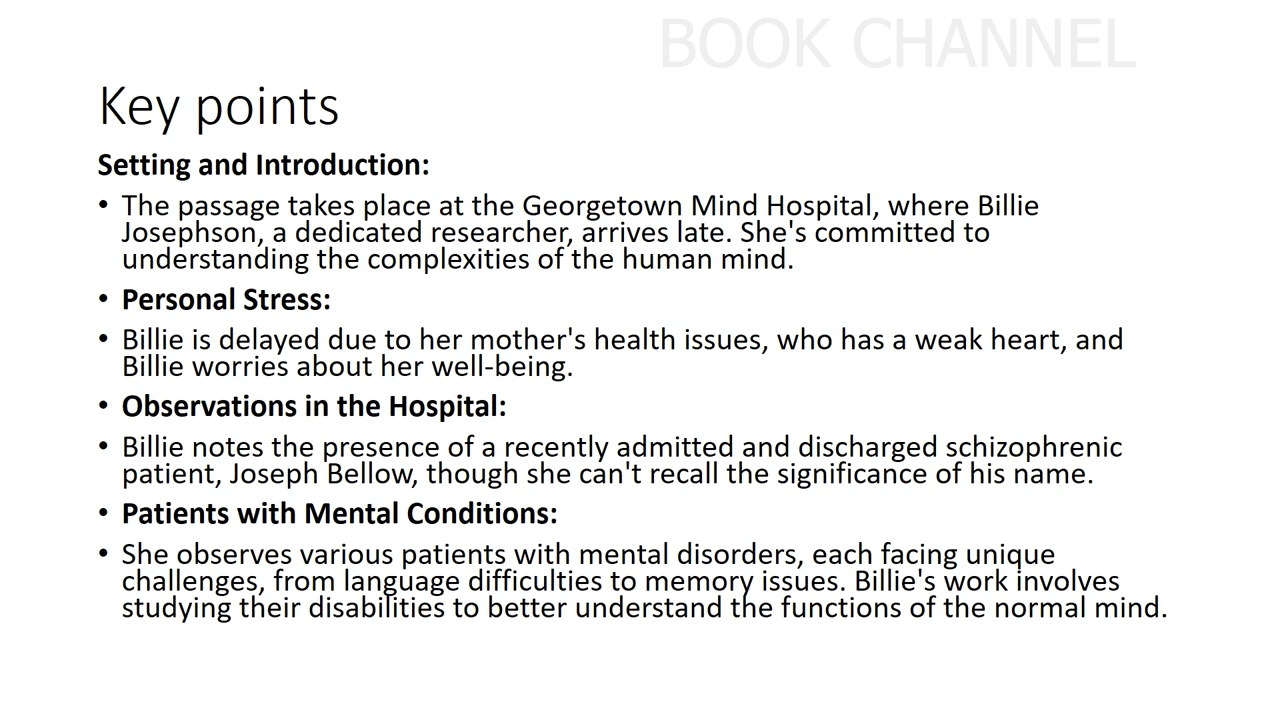 BOOK CHANNEL
Key points
Setting and Introduction:
• The passage takes place at the Georgetown Mind Hospital, where Billie
Josephson, a dedicated researcher, arrives late. She's committed to
understanding the complexities of the human mind.
• Personal Stress:
• Billie is delayed due to her mother's health issues, who has a weak heart, and
Billie worries about her well-being.
• Observations in the Hospital:
• Billie notes the presence of a recently admitted and discharged schizophrenic
patient, Joseph Bellow, though she can't recall the significance of his name.
• Patients with Mental Conditions:
• She observes various patients with mental disorders, each facing unique
challenges, from language difficulties to memory issues. Billie's work involves
studying their disabilities to better understand the functions of the normal mind.